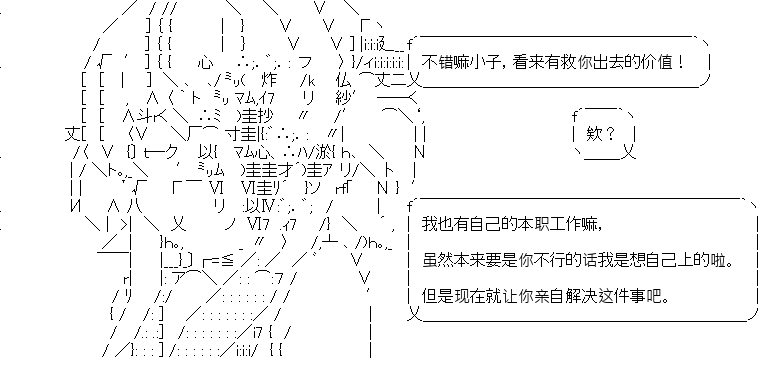 不错嘛小子，看来有救你出去的价值！
欸？
我也有自己的本职工作嘛，
虽然本来要是你不行的话我是想自己上的啦。
但是现在就让你亲自解决这件事吧。